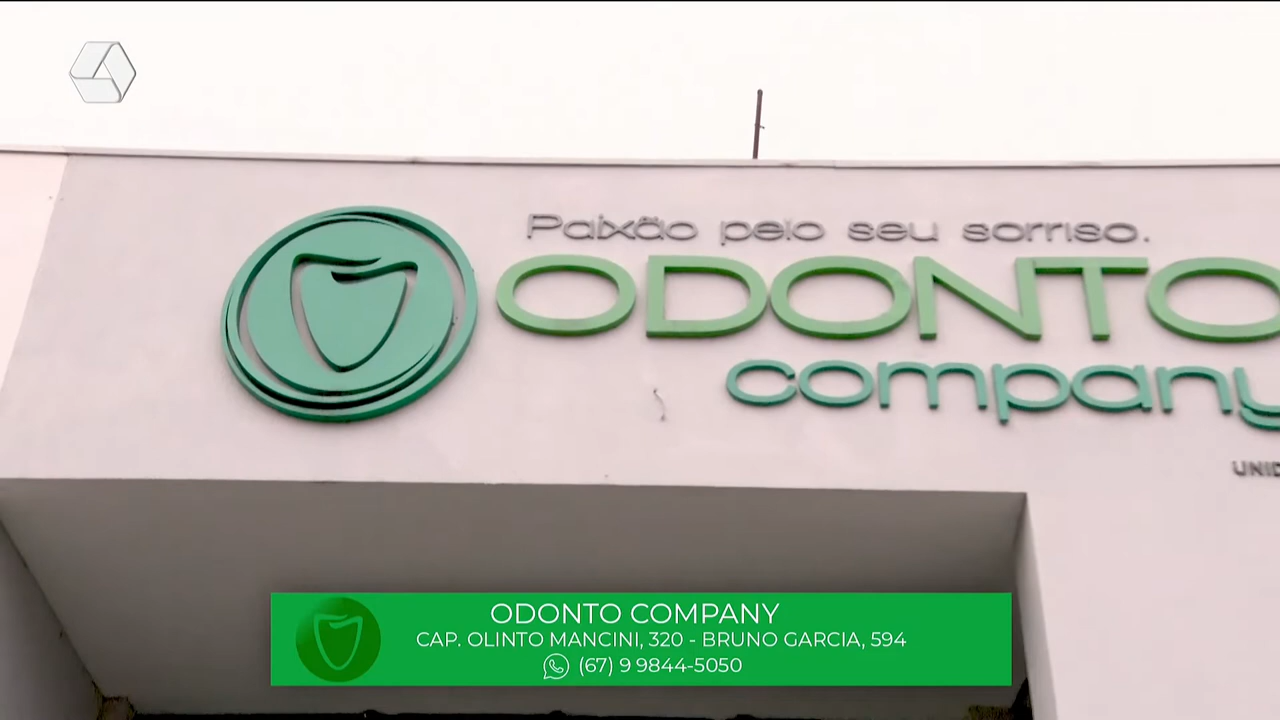 Paixão pelo seu sorriso.
ODONTO
company
ODONTO COMPANY
CAP. OLINTO MANCINI, 320 - BRUNO GARCIA, 594
(67) 9 9844-5050